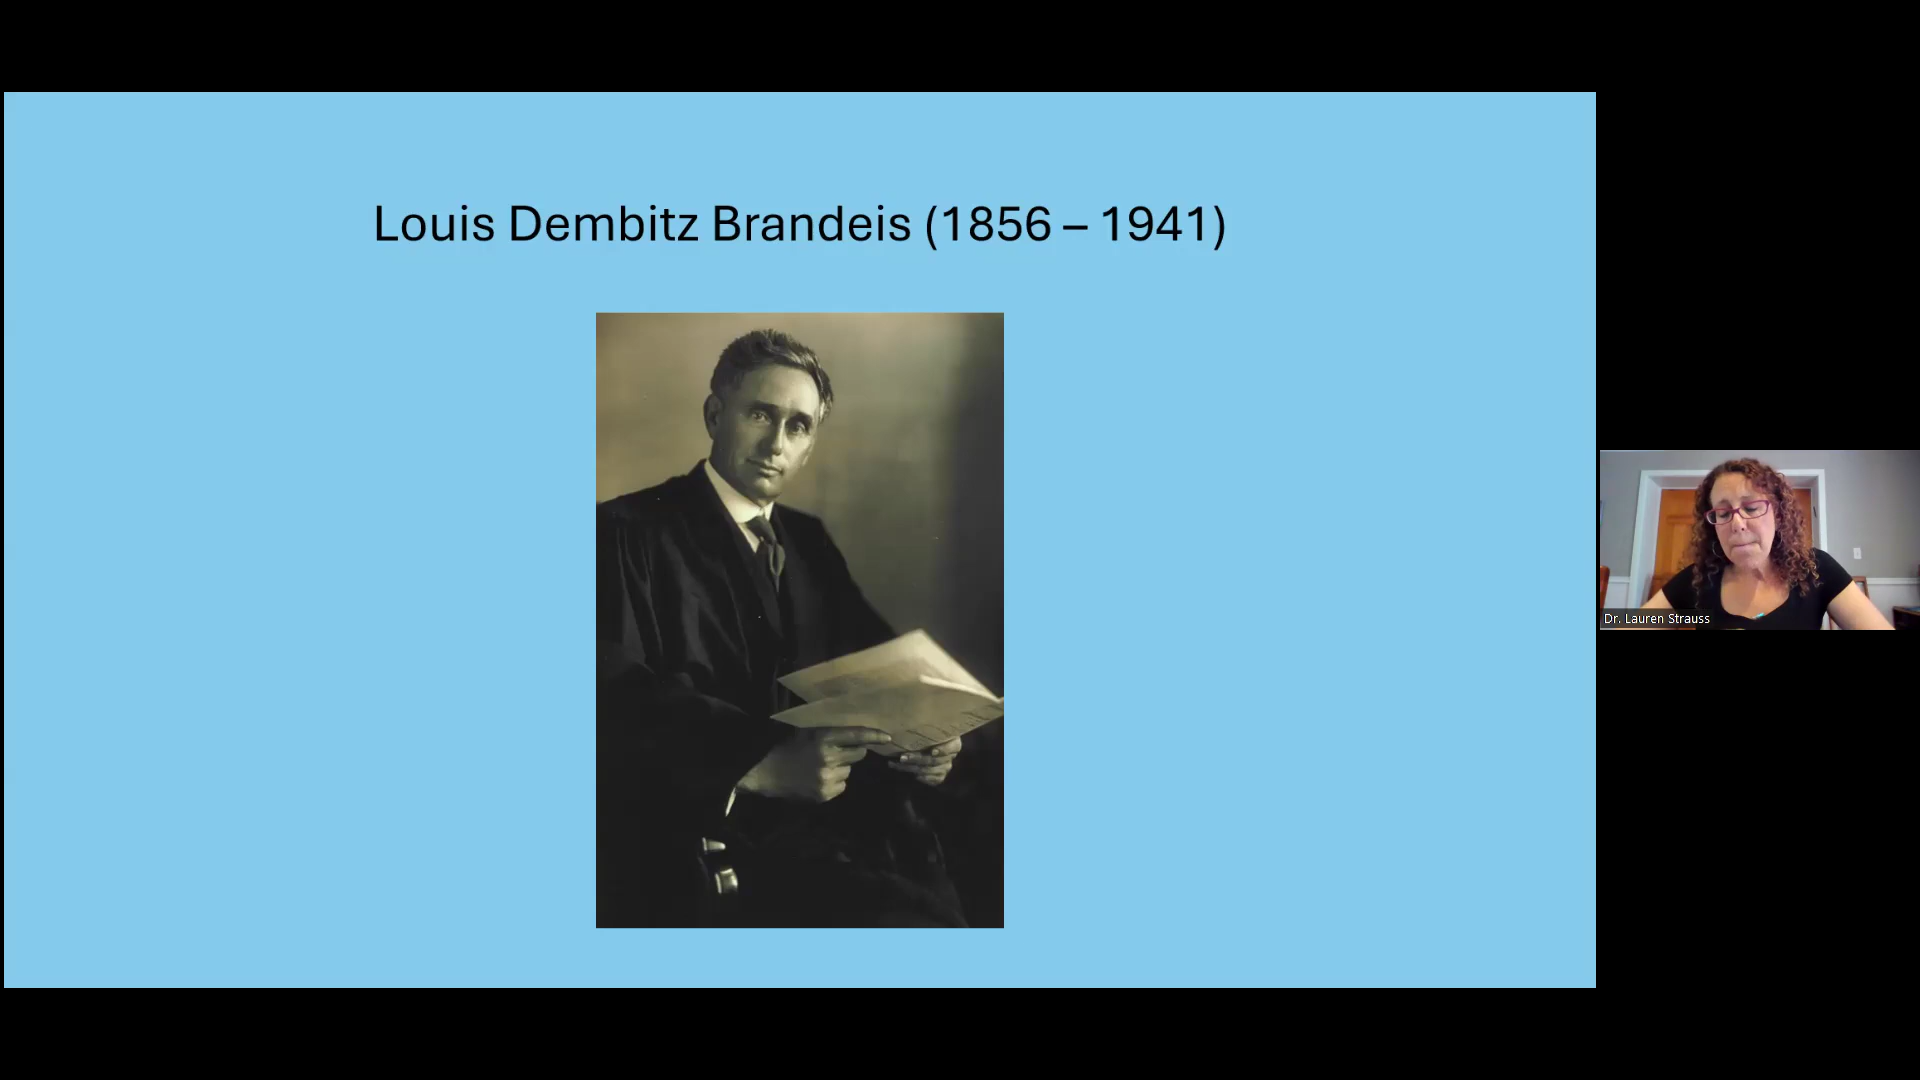 Louis Dembitz Brandeis (1856 – 1941)
Dr. Lauren Strauss